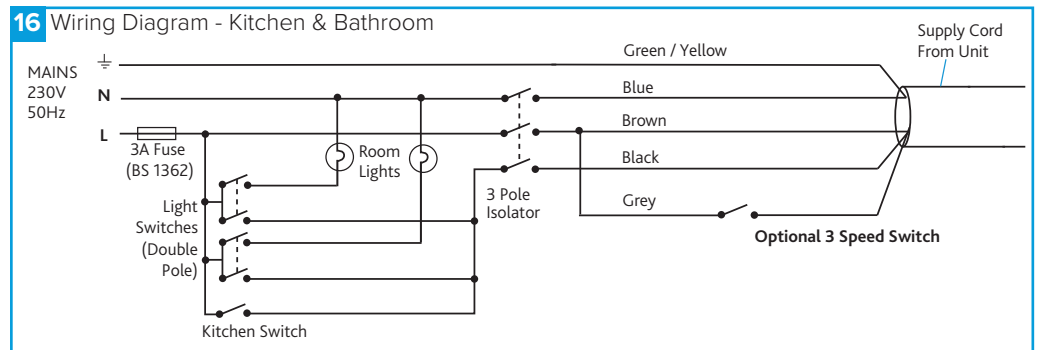 16 Wiring Diagram - Kitchen & Bathroom
Supply Cord
From Unit
Green / Yellow
MAINS
230V
50Hz
N
Blue
L
Brown
3A Fuse
(BS 1362)
Room
Lights
Black
3 Pole
Isolator
Light
Switches
(Double
Pole)
Grey
Optional 3 Speed Switch
Kitchen Switch